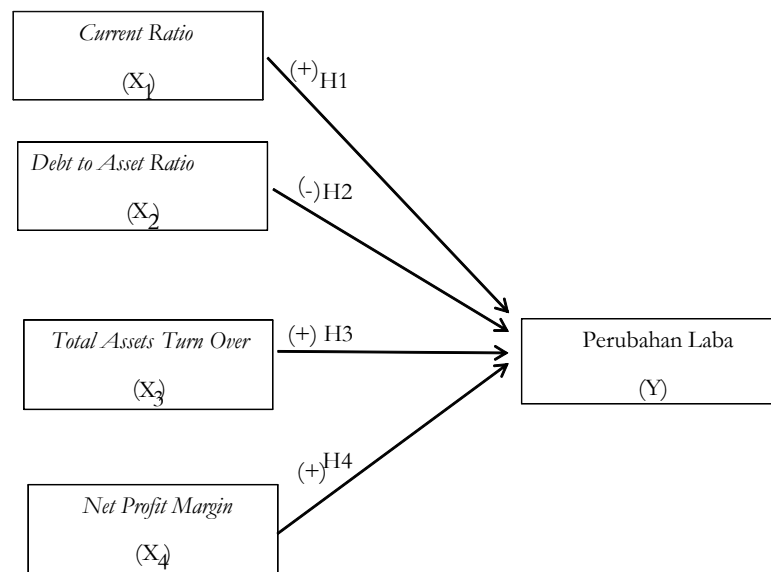 Current Ratio
(X1)
(+)H1
Debt to Asset Ratio
(X2)
(-)H2
Total Assets Turn Over
(X3)
(+) H3
Perubahan Laba
(Y)
Net Profit Margin
(X4)
(+)H4